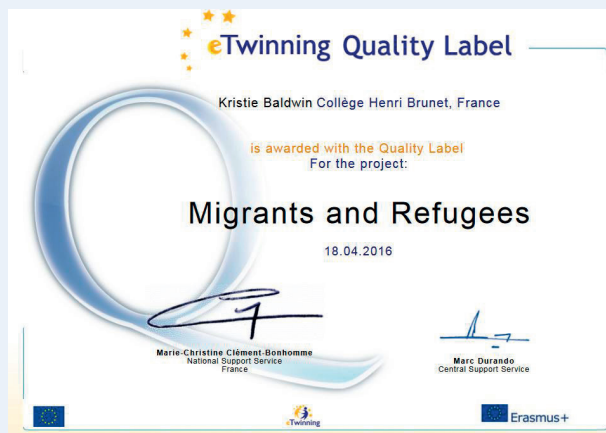 eTwinning Quality Label
Kristie Baldwin Collège Henri Brunet, France
is awarded with the Quality Label
For the project:
Migrants and Refugees
18.04.2016
Marie-Christine Clément-Bonhomme
National Support Service
France
Marc Durando
Central Support Service
eTwinning
Erasmus+